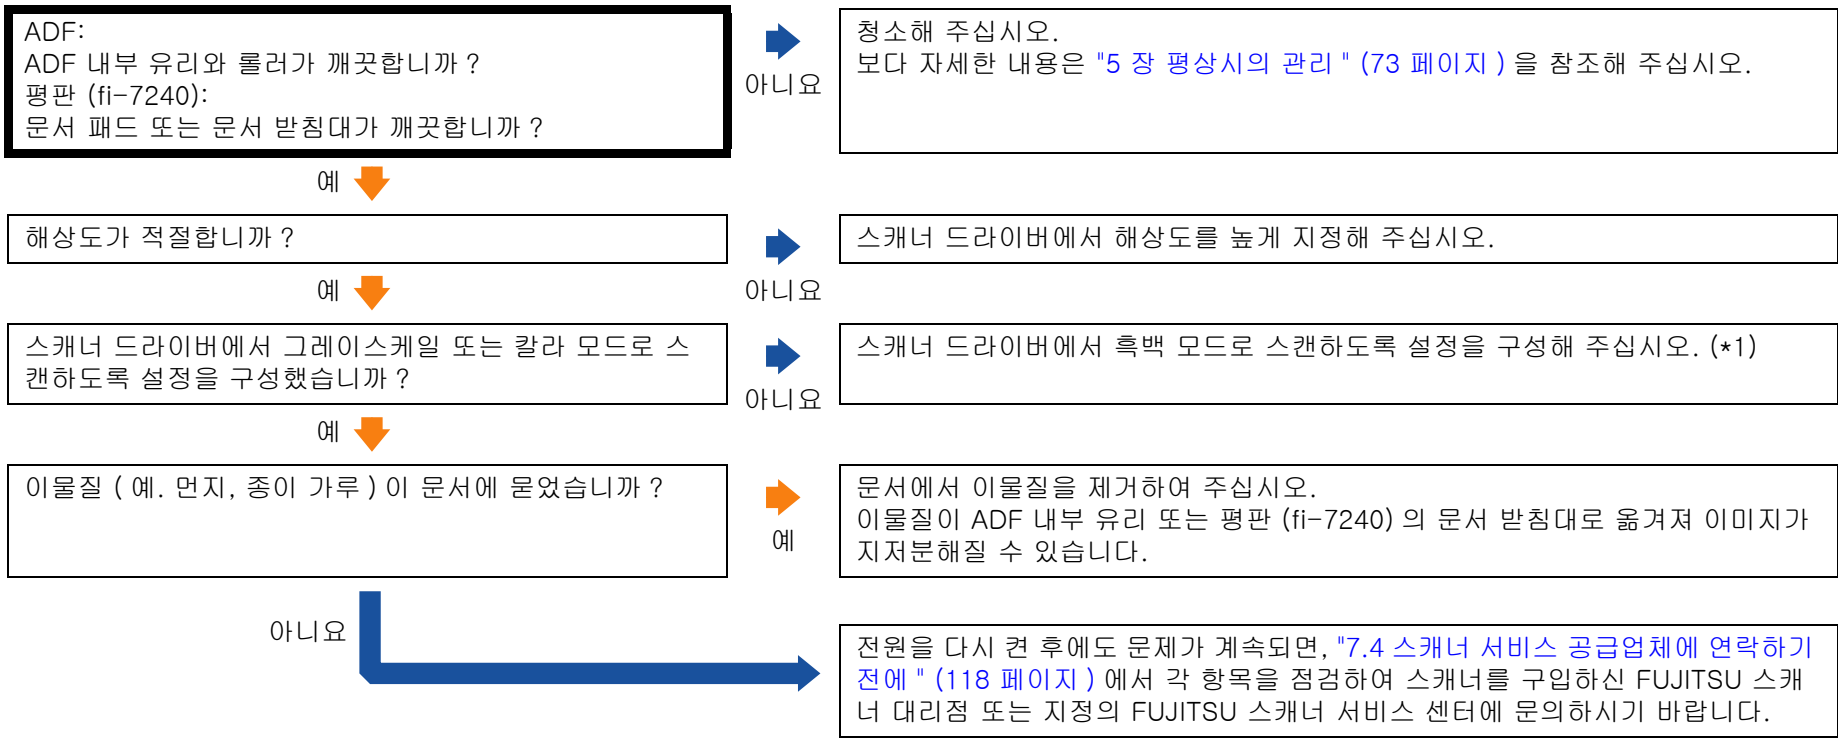 ADF:
ADF 내부 유리와 롤러가 깨끗합니까 ?
평판 (fi-7240):
문서 패드 또는 문서 받침대가 깨끗합니까 ?
아니요
청소해 주십시오.
보다 자세한 내용은 "5 장 평상시의 관리 " (73 페이지 ) 을 참조해 주십시오.
예
해상도가 적절합니까 ?
아니요
스캐너 드라이버에서 해상도를 높게 지정해 주십시오.
예
스캐너 드라이버에서 그레이스케일 또는 칼라 모드로 스
캔하도록 설정을 구성했습니까 ?
아니요
스캐너 드라이버에서 흑백 모드로 스캔하도록 설정을 구성해 주십시오. (*1)
예
이물질 ( 예. 먼지, 종이 가루 ) 이 문서에 묻었습니까 ?
예
문서에서 이물질을 제거하여 주십시오.
이물질이 ADF 내부 유리 또는 평판 (fi-7240) 의 문서 받침대로 옮겨져 이미지가
지저분해질 수 있습니다.
아니요
전원을 다시 켠 후에도 문제가 계속되면, "7.4 스캐너 서비스 공급업체에 연락하기
전에 " (118 페이지 ) 에서 각 항목을 점검하여 스캐너를 구입하신 FUJITSU 스캐
너 대리점 또는 지정의 FUJITSU 스캐너 서비스 센터에 문의하시기 바랍니다.